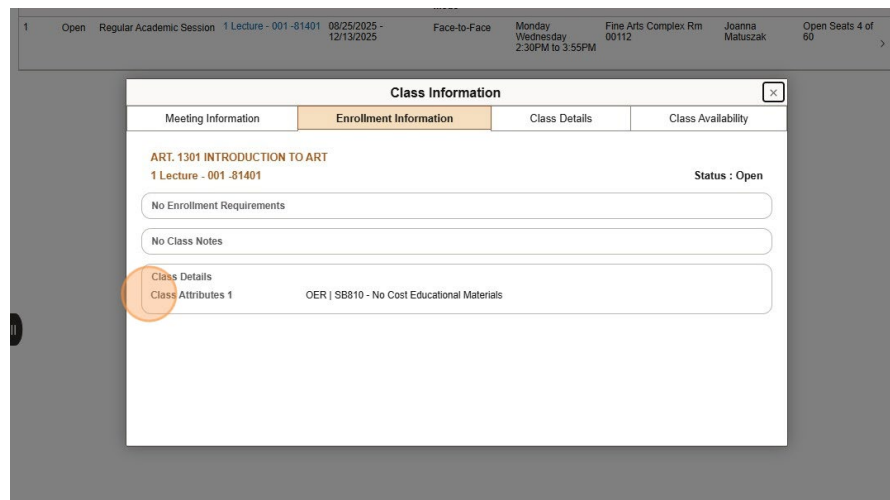 1 Open Regular Academic Session 1 Lecture - 001 -81401 08/25/2025 - Face-to-Face Monday Fine Arts Complex Rm Joanna Open Seats 4 of
12/13/2025 Wednesday 00112 Matuszak 60
2:30PM to 3:55PM
Class Information
Meeting Information Enrollment Information Class Details Class Availability
ART. 1301 INTRODUCTION TO ART
1 Lecture - 001 -81401 Status : Open
No Enrollment Requirements
No Class Notes
Class Details
Class Attributes 1 OER | SB810 - No Cost Educational Materials